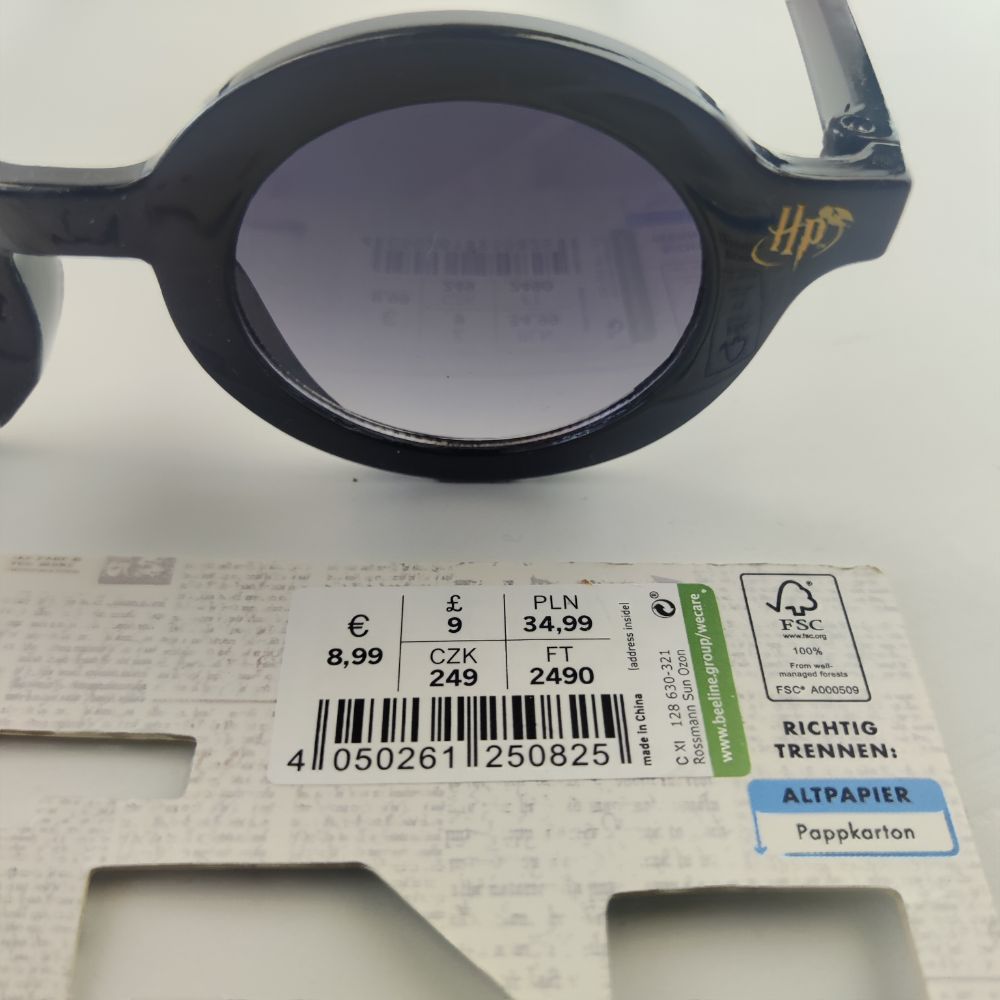 Hp
€
8,99
£
9
PLN
34,99
CZK
249
FT
2490
4 050261 250825
made in China
[address inside]
C XI 128 630-321
Rossmann Sun Ozon
www.beeline.group/wecare
FSC
www.fsc.org
100%
From well-
managed forests
FSC® A000509
RICHTIG
TRENNEN:
ALTPAPIER
Pappkarton